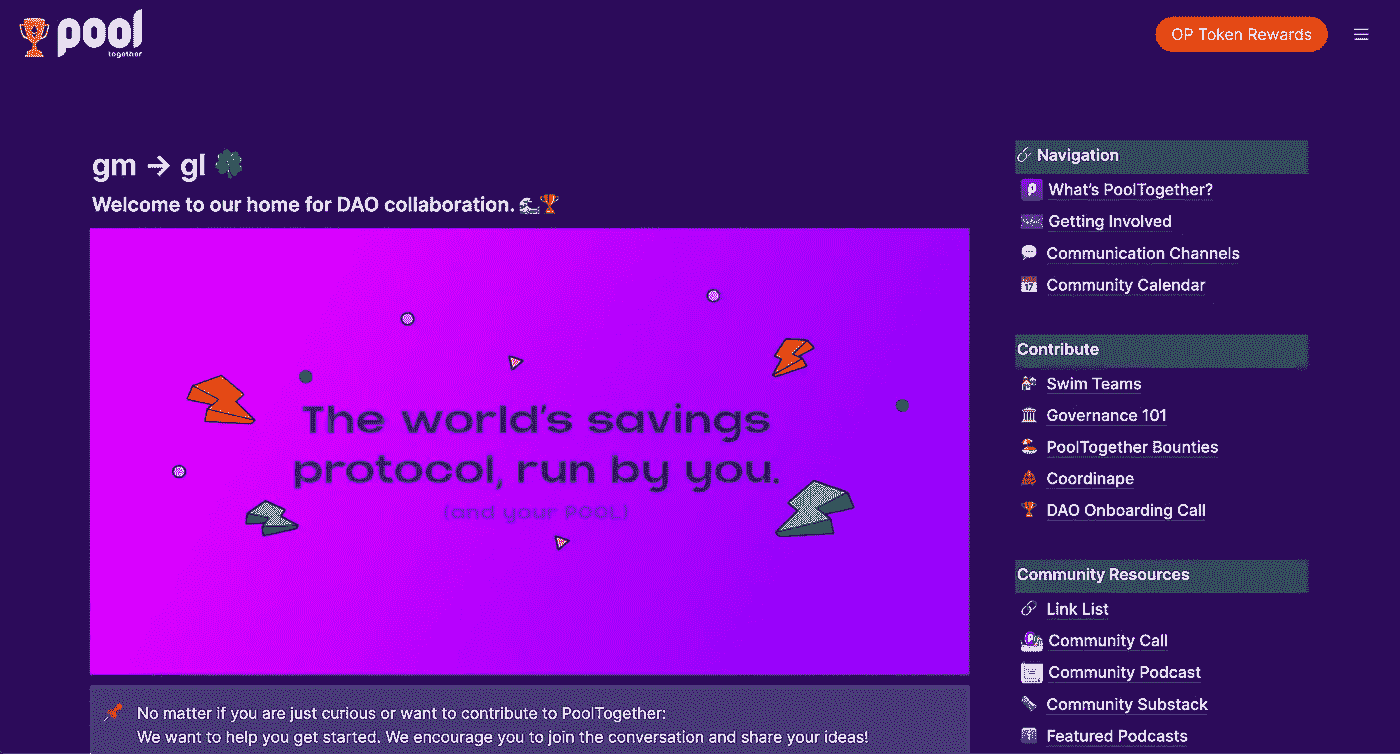 pool
together
OP Token Rewards
gm → gl 🍀
Welcome to our home for DAO collaboration. 🌊🏆
The world's savings
protocol, run by you.
(and your POOL)
No matter if you are just curious or want to contribute to PoolTogether:
We want to help you get started. We encourage you to join the conversation and share your ideas!
Navigation
What's PoolTogether?
Getting Involved
Communication Channels
Community Calendar
Contribute
Swim Teams
Governance 101
PoolTogether Bounties
Coordinape
DAO Onboarding Call
Community Resources
Link List
Community Call
Community Podcast
Community Substack
Featured Podcasts